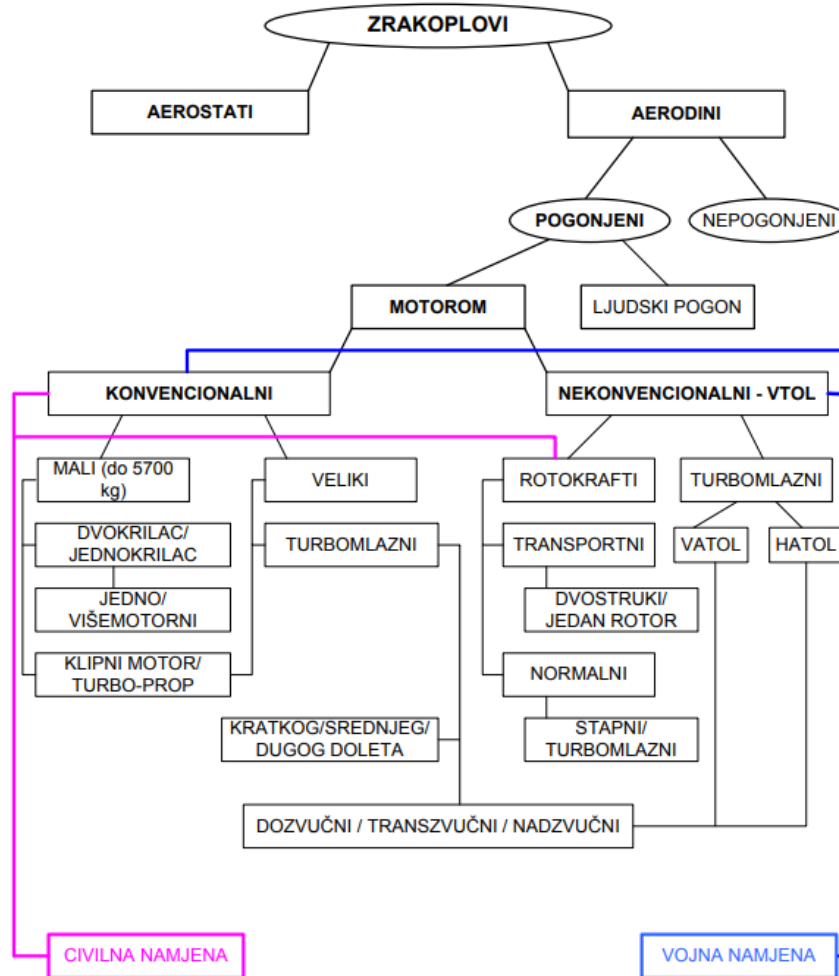 ZRAKOPLOVI
AEROSTATI
AERODINI
POGONJENI
NEPOGONJENI
MOTOROM
LJUDSKI POGON
KONVENCIONALNI
NEKONVENCIONALNI - VTOL
MALI (do 5700
kg)
VELIKI
ROTOKRAFTI
TURBOMLAZNI
DVOKRILAC/
JEDNOKRILAC
TURBOMLAZNI
TRANSPORTNI
VATOL
HATOL
JEDNO/
VIŠEMOTORNI
DVOSTRUKI/
JEDAN ROTOR
KLIPNI MOTOR/
TURBO-PROP
NORMALNI
KRATKOG/SREDNJEG/
DUGOG DOLETA
STAPNI/
TURBOMLAZNI
DOZVUČNI / TRANSZVUČNI / NADZVUČNI
CIVILNA NAMJENA
VOJNA NAMJENA